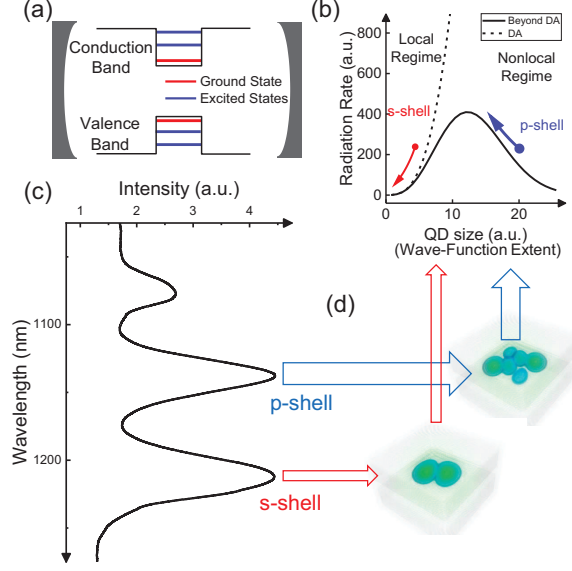 (a)
Conduction
Band
Ground State
Excited States
Valence
Band
(b)
Beyond DA
DA
Local
Regime
Nonlocal
Regime
s-shell
p-shell
Radiation Rate (a.u.)
800
600
400
200
0
0
10
20
QD size (a.u.)
(Wave-Function Extent)
(c)
Intensity (a.u.)
1
2
3
4
Wavelength (nm)
1100
1200
p-shell
s-shell
(d)